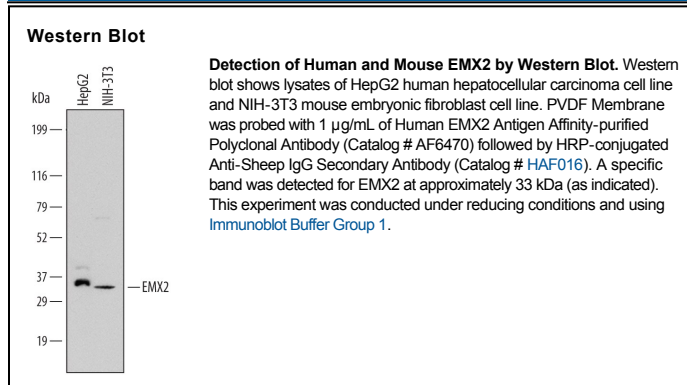 Western Blot
kDa
HepG2
NIH-3T3
199
116
79
52
37
29
19
EMX2
Detection of Human and Mouse EMX2 by Western Blot. Western
blot shows lysates of HepG2 human hepatocellular carcinoma cell line
and NIH-3T3 mouse embryonic fibroblast cell line. PVDF Membrane
was probed with 1 µg/mL of Human EMX2 Antigen Affinity-purified
Polyclonal Antibody (Catalog # AF6470) followed by HRP-conjugated
Anti-Sheep IgG Secondary Antibody (Catalog # HAF016). A specific
band was detected for EMX2 at approximately 33 kDa (as indicated).
This experiment was conducted under reducing conditions and using
Immunoblot Buffer Group 1.